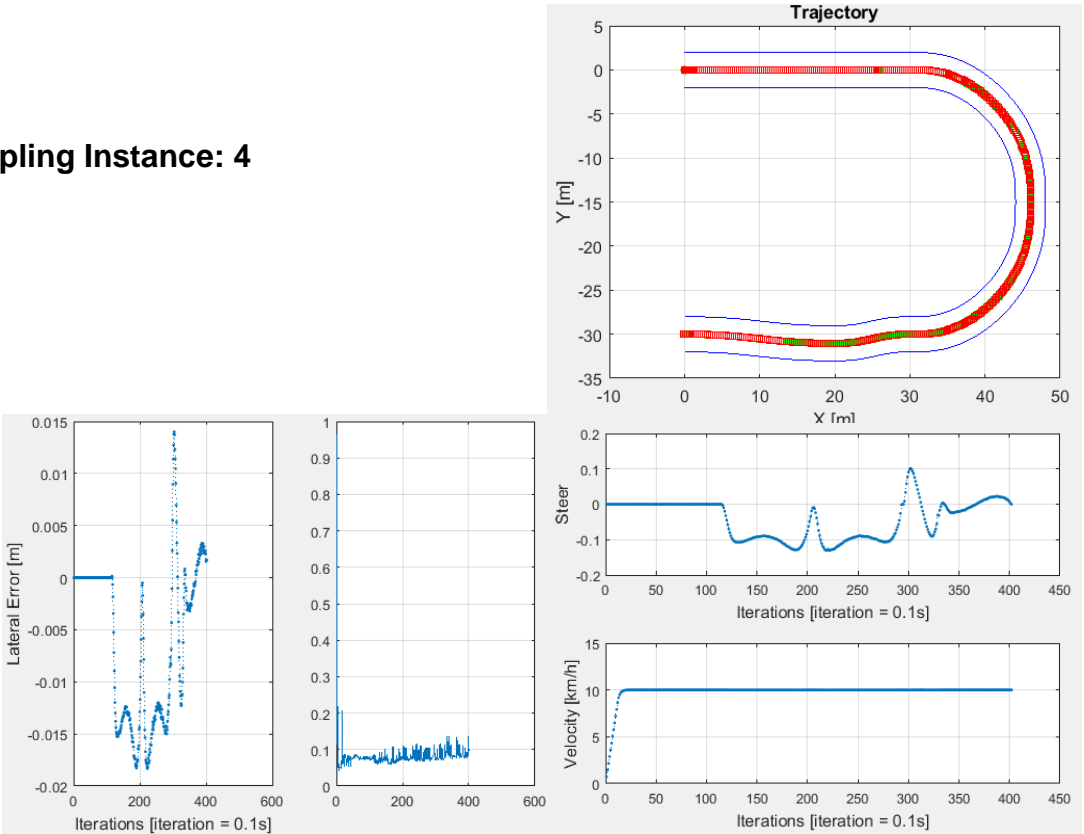 pling Instance: 4
Trajectory
5
0
-5
-10
-15
-20
-25
-30
-35
Y [m]
-10 0 10 20 30 40 50
X [m]
0.015
0.01
0.005
0
-0.005
-0.01
-0.015
-0.02
Lateral Error [m]
0 200 400 600
Iterations [iteration = 0.1s]
1
0.9
0.8
0.7
0.6
0.5
0.4
0.3
0.2
0.1
0
0 200 400 600
0.2
0.1
0
-0.1
-0.2
Steer
0 50 100 150 200 250 300 350 400 450
Iterations [iteration = 0.1s]
15
10
5
0
Velocity [km/h]
0 50 100 150 200 250 300 350 400 450
Iterations [iteration = 0.1s]